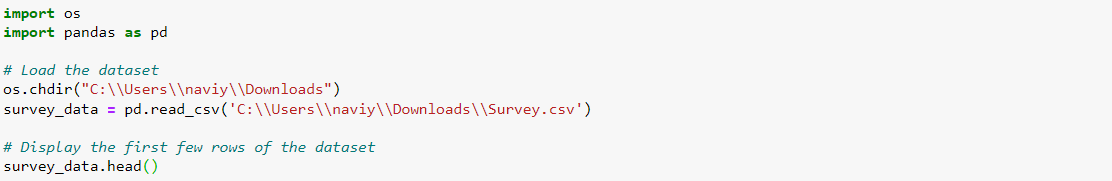 import os
import pandas as pd
# Load the dataset
os.chdir("C:\\Users\\naviy\\Downloads")
survey_data = pd.read_csv('C:\\Users\\naviy\\Downloads\\Survey.csv')
# Display the first few rows of the dataset
survey_data.head()